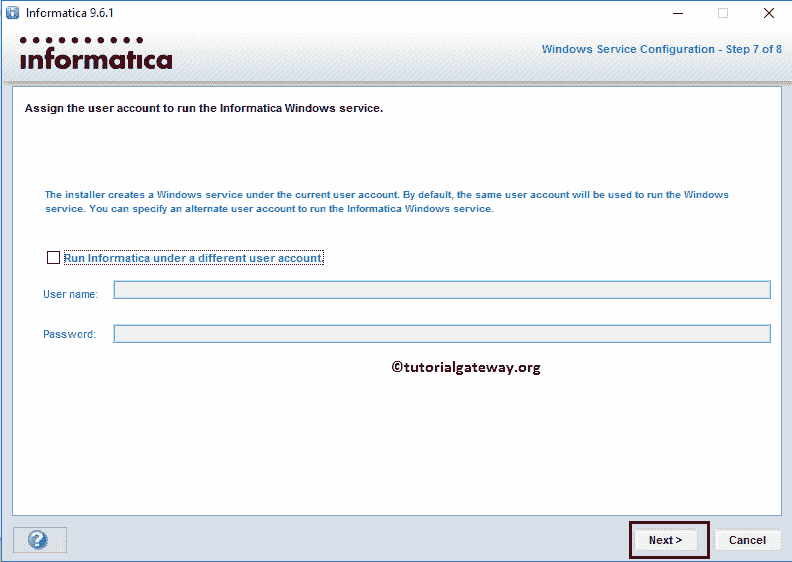 Informatica 9.6.1
informatica
Windows Service Configuration - Step 7 of 8
Assign the user account to run the Informatica Windows service.
The installer creates a Windows service under the current user account. By default, the same user account will be used to run the Windows
service. You can specify an alternate user account to run the Informatica Windows service.
Run Informatica under a different user account.
User name:
Password:
©tutorialgateway.org
?
Next >
Cancel